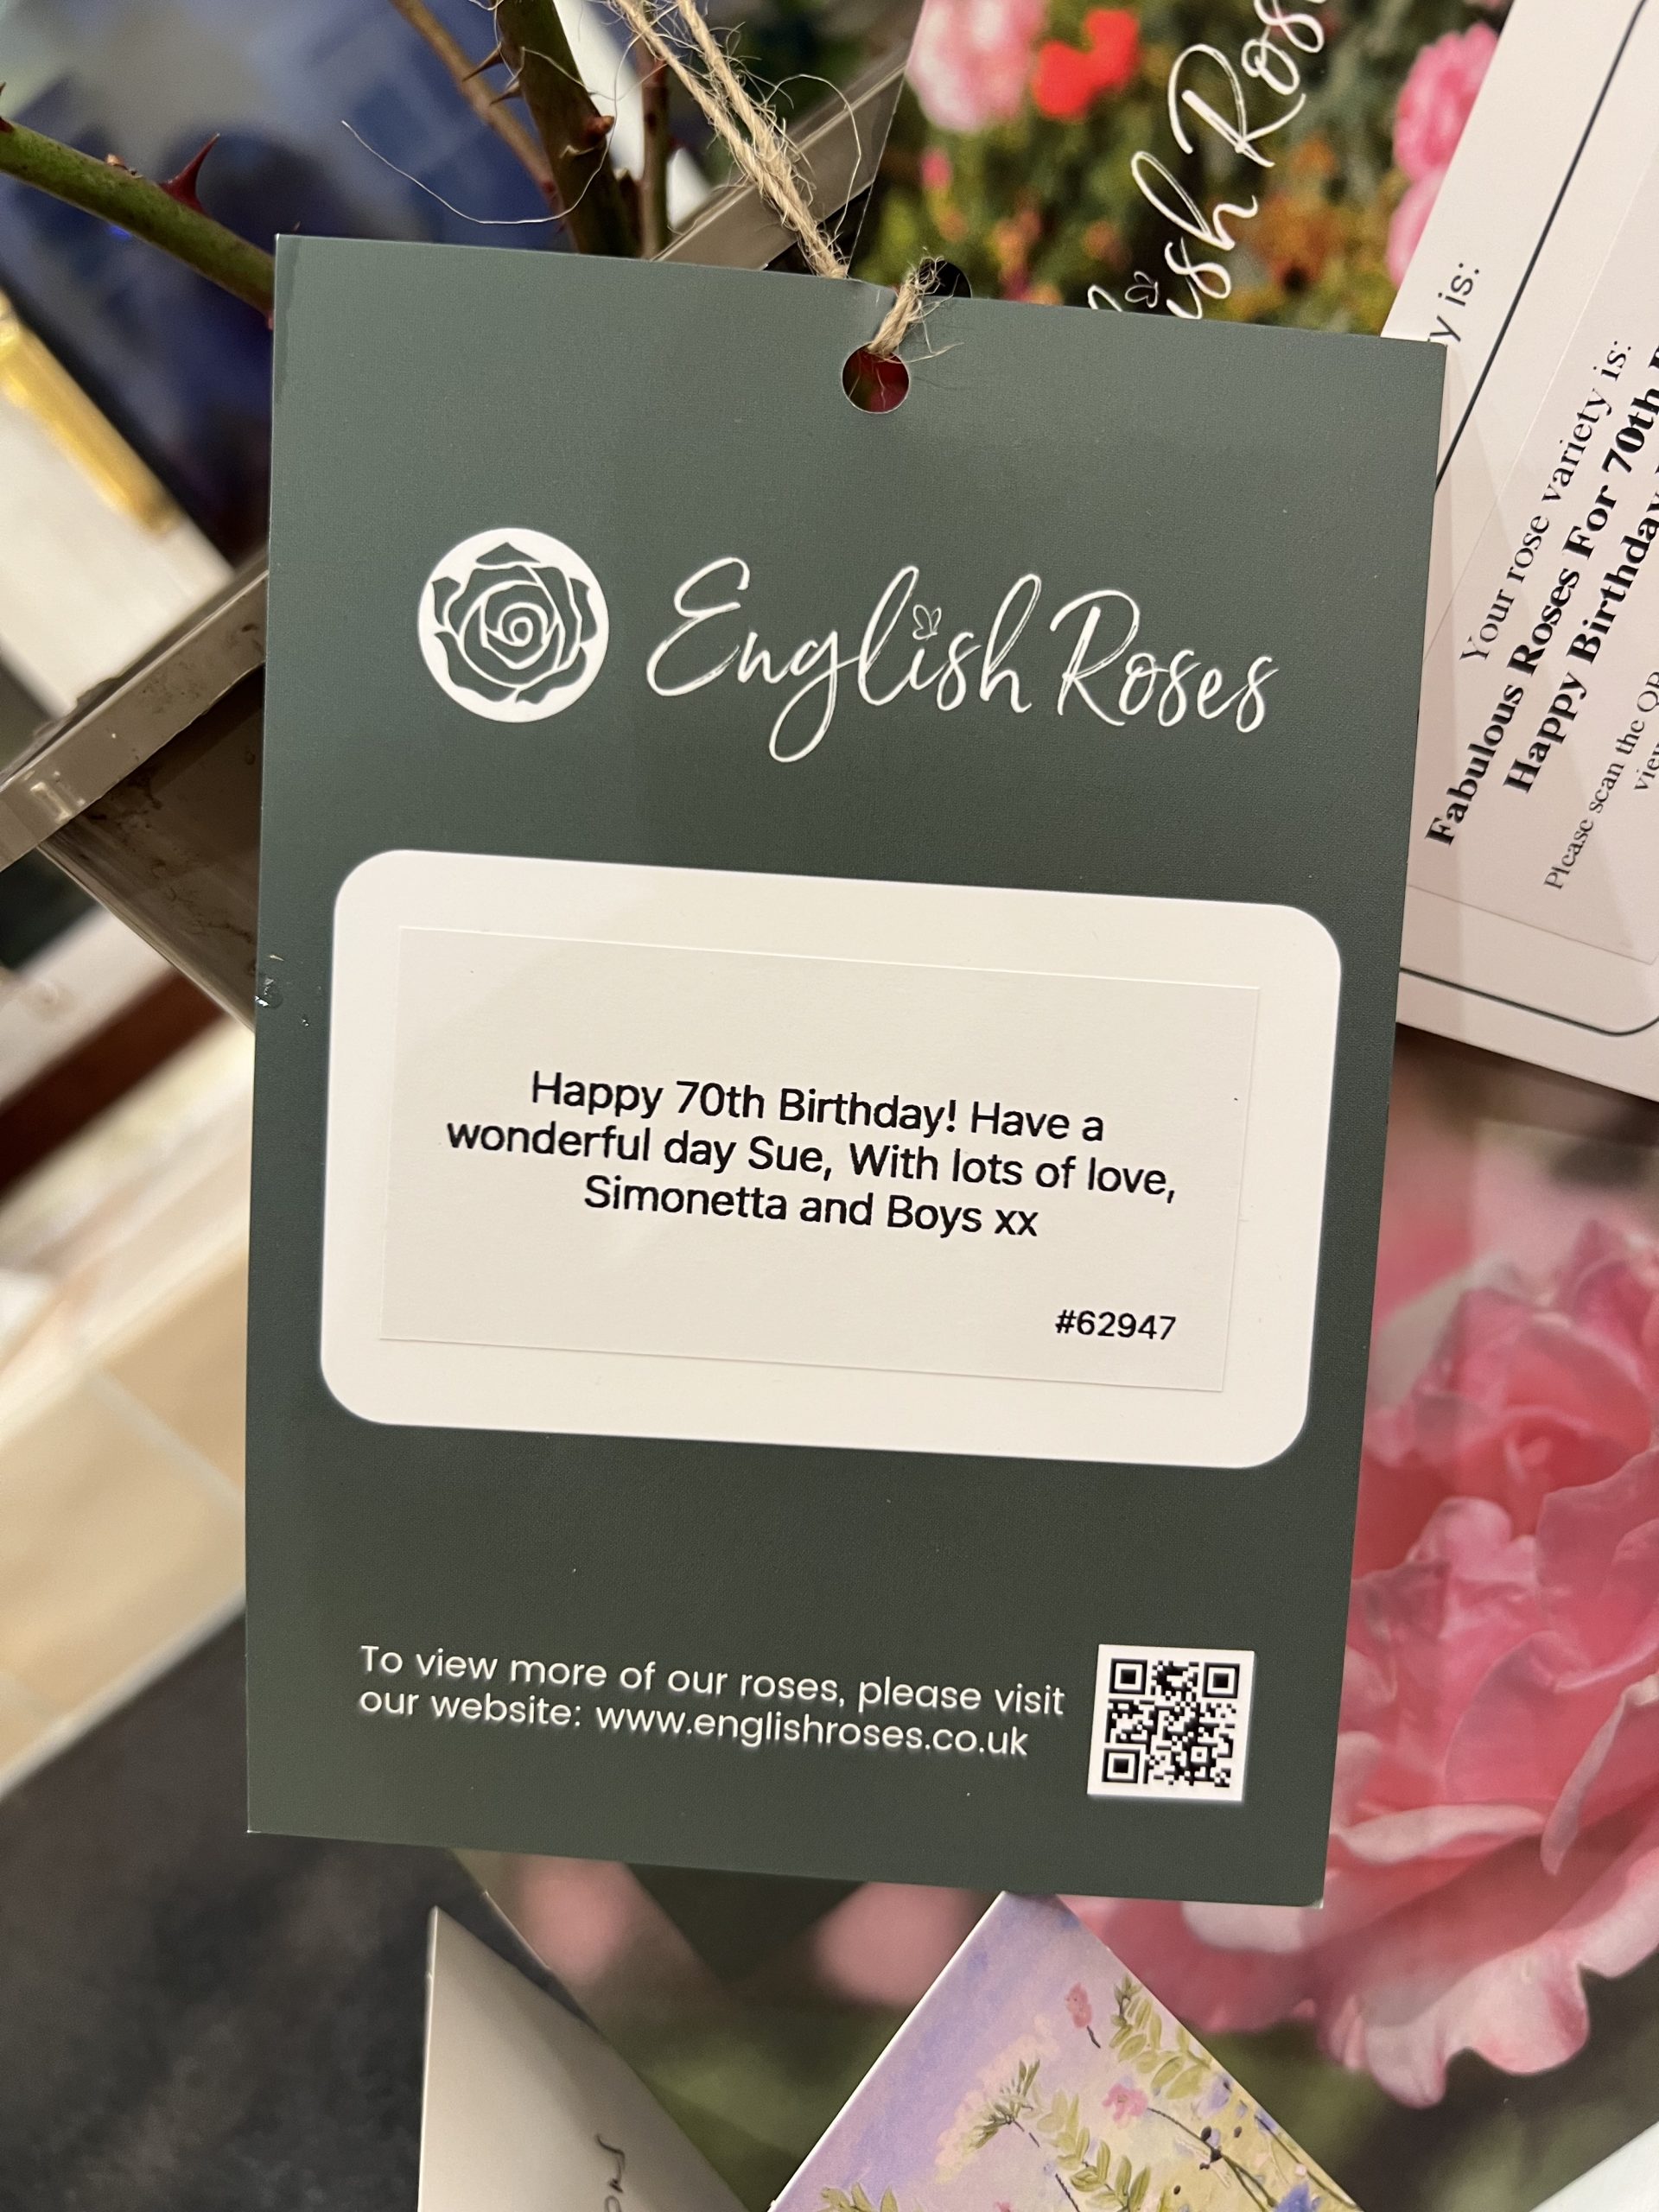 English Roses
Happy 70th Birthday! Have a
wonderful day Sue, With lots of love,
Simonetta and Boys xx
#62947
To view more of our roses, please visit
our website: www.englishroses.co.uk
is:
Your rose variety is:
Fabulous Roses For 70th
Happy Birthday
Please scan the QR